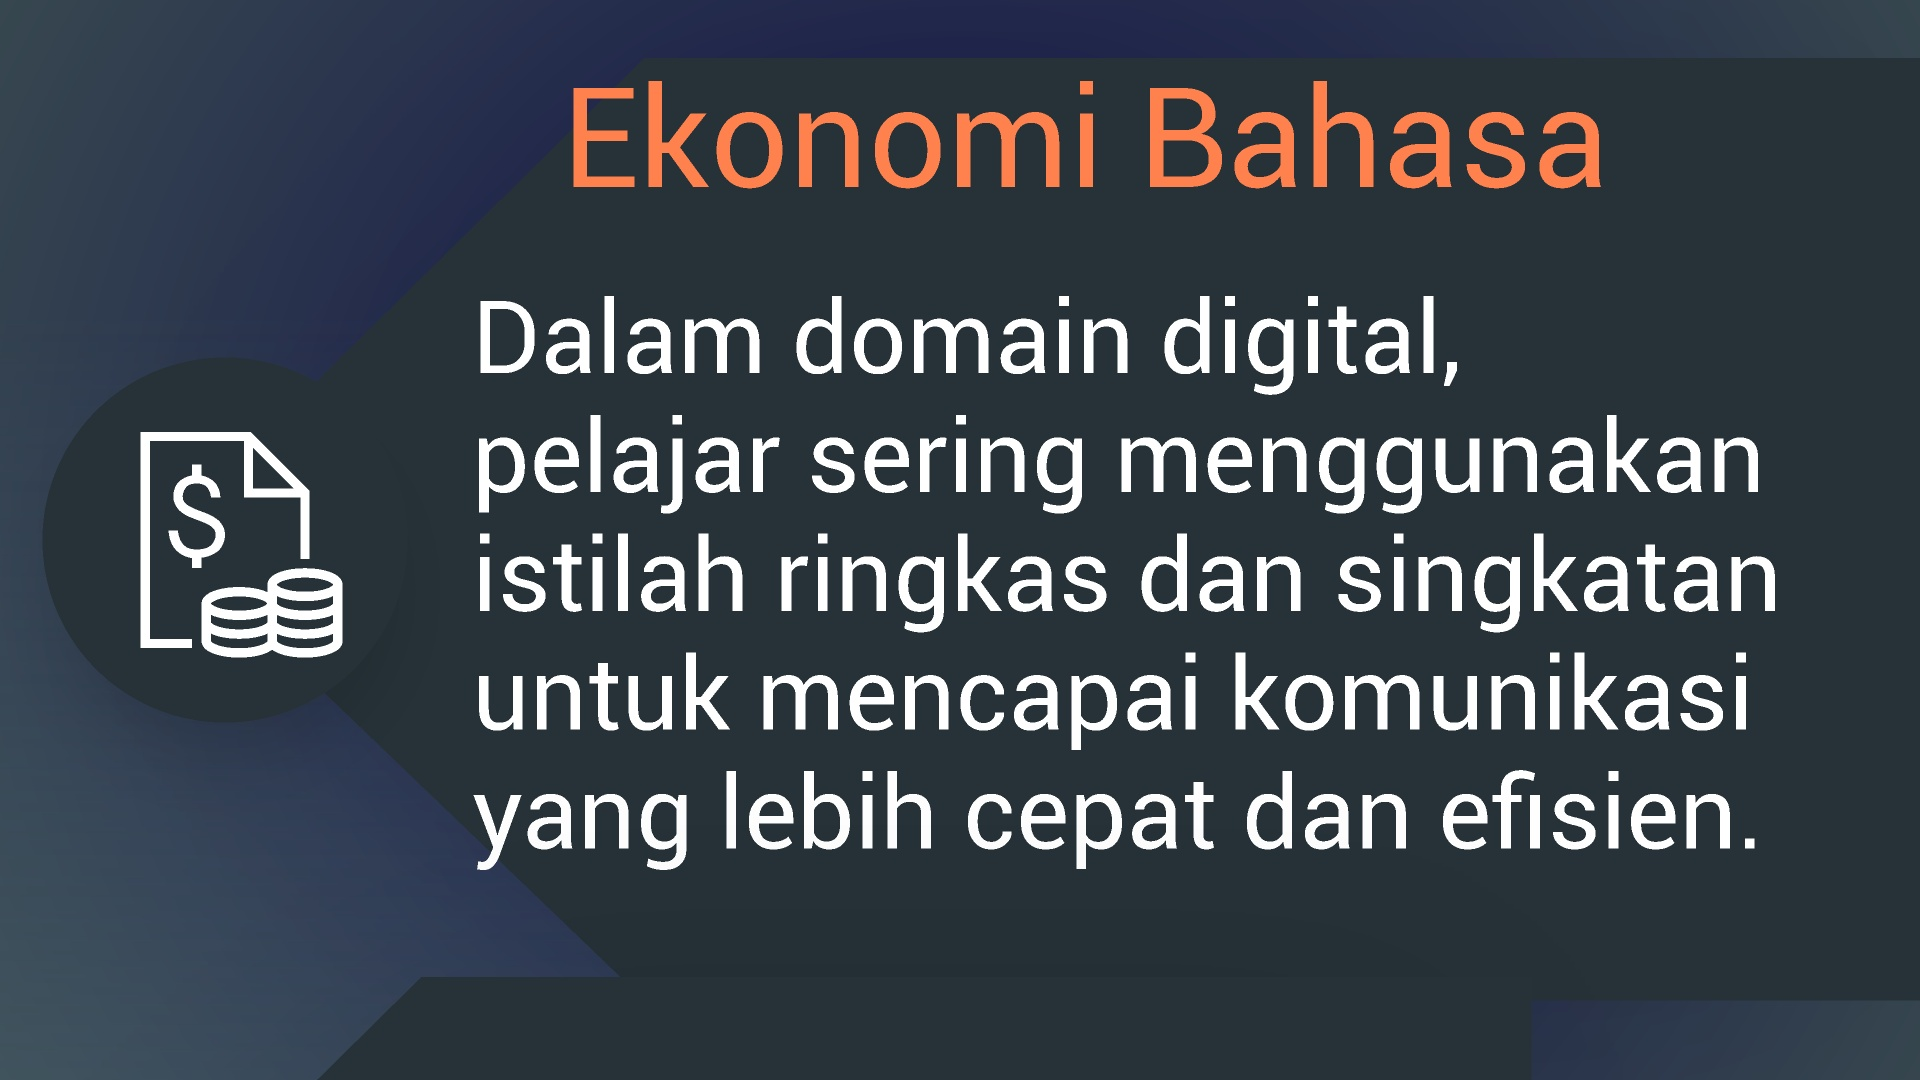 Ekonomi Bahasa
Dalam domain digital,
pelajar sering menggunakan
istilah ringkas dan singkatan
untuk mencapai komunikasi
yang lebih cepat dan efisien.
$